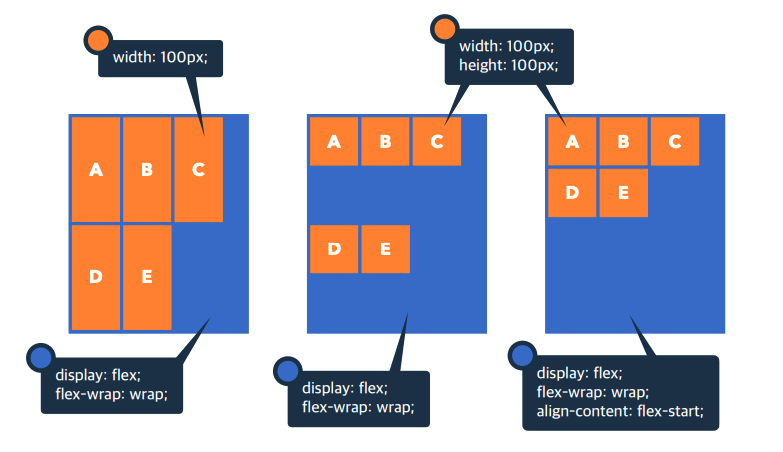 width: 100px;
width: 100px;
height: 100px;
A B C
D E
A B C
D E
A B C
D E
display: flex;
flex-wrap: wrap;
display: flex;
flex-wrap: wrap;
display: flex;
flex-wrap: wrap;
align-content: flex-start;